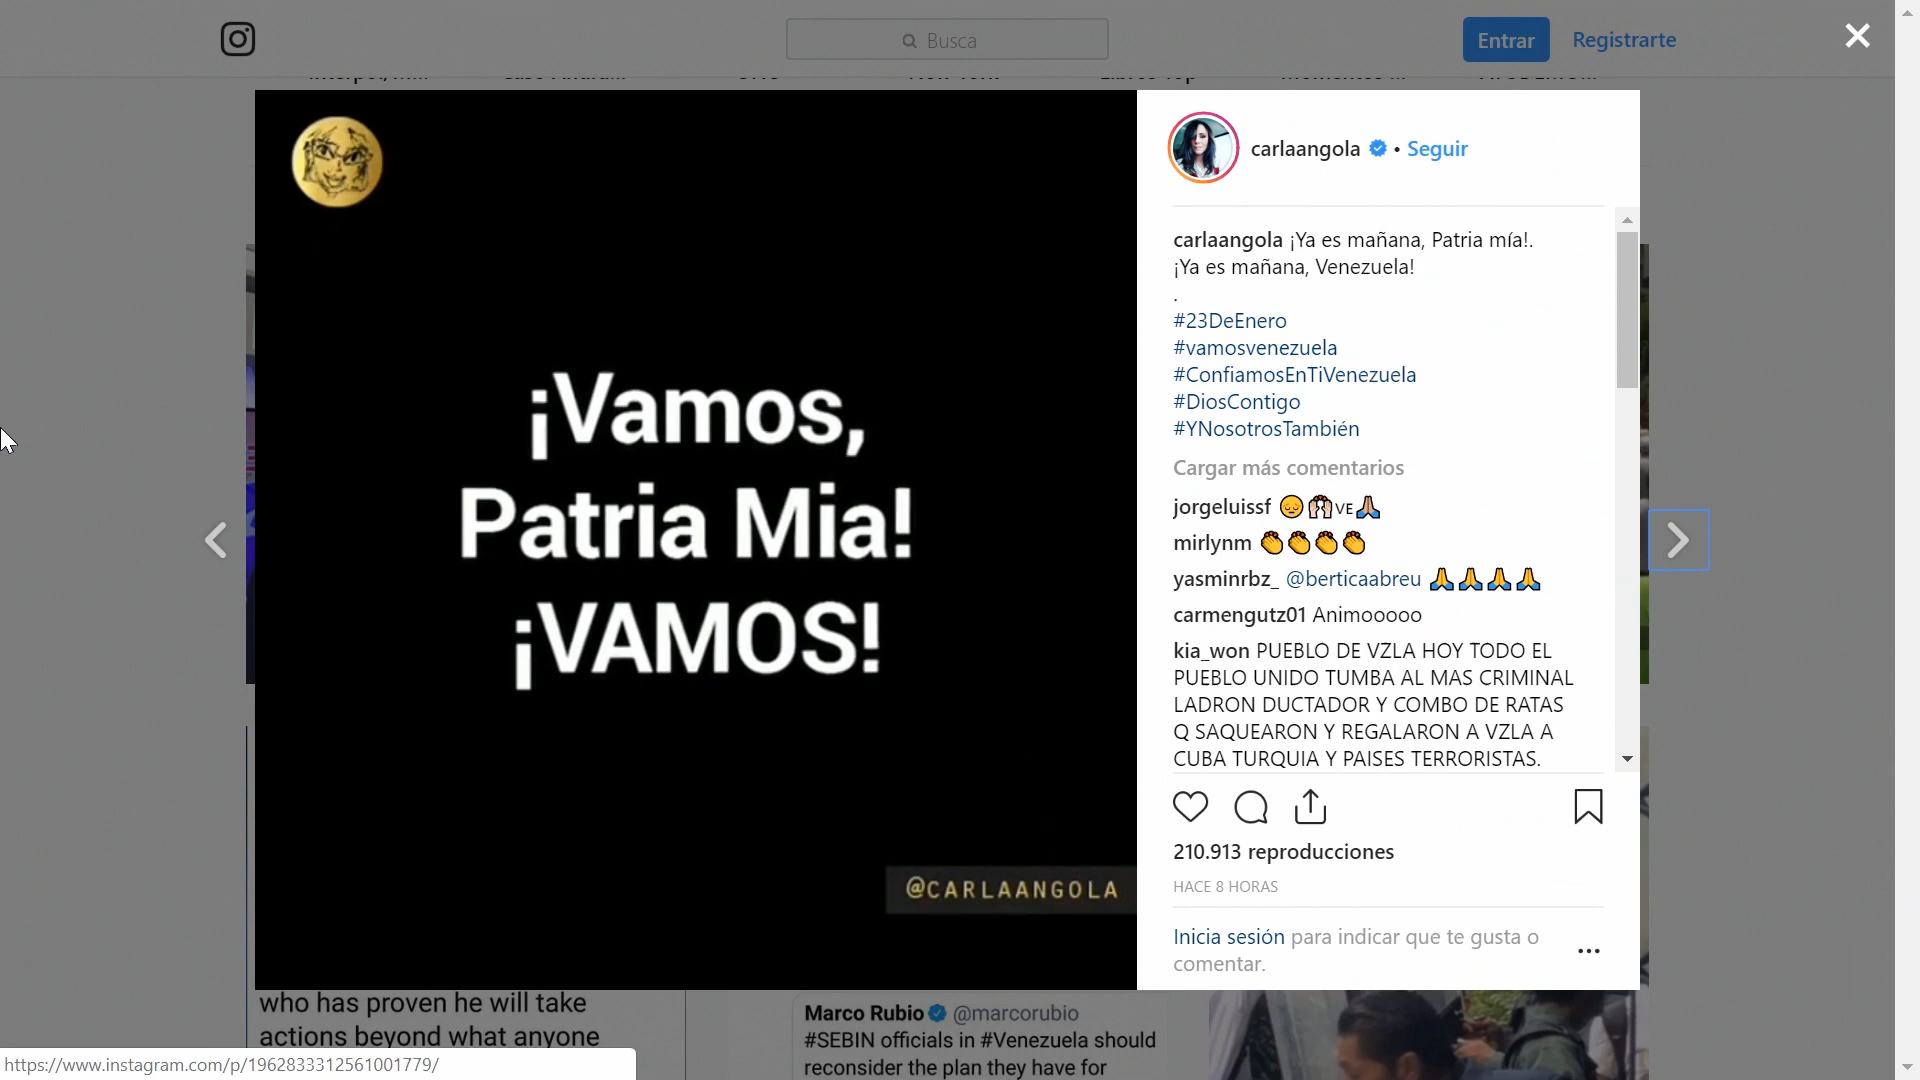 Busca
Entrar
Registrarte
¡Vamos,
Patria Mia!
¡VAMOS!
@CARLAANGOLA
carlaangola • Seguir
carlaangola ¡Ya es mañana, Patria mía!.
¡Ya es mañana, Venezuela!
.
#23DeEnero
#vamosvenezuela
#ConfiamosEnTiVenezuela
#DiosContigo
#YNosotrosTambién
Cargar más comentarios
jorgeluissf 😔🙌🏻VE🙏🏽
mirlynm 👏👏👏👏
yasminrbz_ @berticaabreu 🙏🙏🙏🙏
carmengutz01 Animooooo
kia_won PUEBLO DE VZLA HOY TODO EL
PUEBLO UNIDO TUMBA AL MAS CRIMINAL
LADRON DUCTADOR Y COMBO DE RATAS
Q SAQUEARON Y REGALARON A VZLA A
CUBA TURQUIA Y PAISES TERRORISTAS.
210.913 reproducciones
HACE 8 HORAS
Inicia sesión para indicar que te gusta o
comentar.
who has proven he will take
actions beyond what anyone
Marco Rubio @marcorubio
#SEBIN officials in #Venezuela should
reconsider the plan they have for
https://www.instagram.com/p/1962833312561001779/